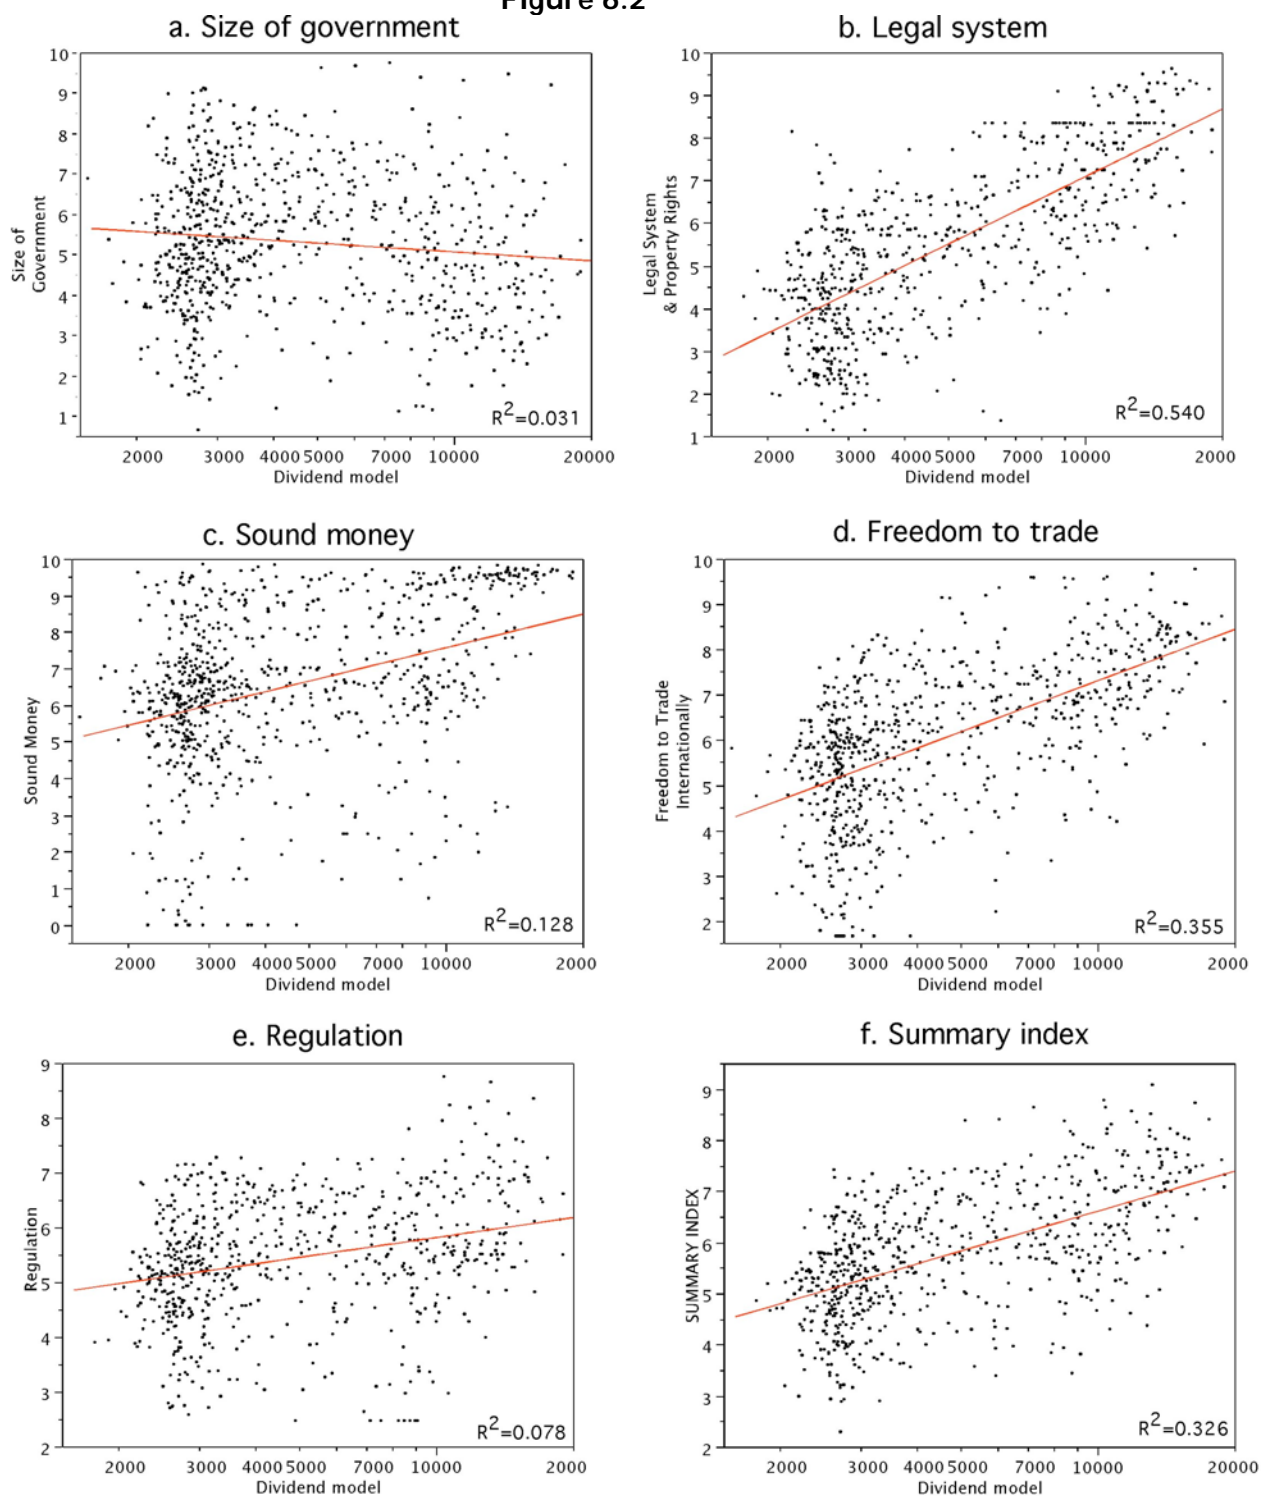 Figure 6.2
a. Size of government
10
9
8
7
6
5
4
3
2
1
Size of
Government
R2=0.031
2000 3000 4000 5000 7000 10000 20000
Dividend model
b. Legal system
10
9
8
7
6
5
4
3
2
1
Legal System
& Property Rights
R2=0.540
2000 3000 4000 5000 7000 10000 2000
Dividend model
c. Sound money
10
9
8
7
6
5
4
3
2
1
0
Sound Money
R2=0.128
2000 3000 4000 5000 7000 10000 2000
Dividend model
d. Freedom to trade
10
9
8
7
6
5
4
3
2
Freedom to Trade
Internationally
R2=0.355
2000 3000 4000 5000 7000 10000 2000
Dividend model
e. Regulation
9
8
7
6
5
4
3
2
Regulation
R2=0.078
2000 3000 4000 5000 7000 10000 2000
Dividend model
f. Summary index
9
8
7
6
5
4
3
2
SUMMARY INDEX
R2=0.326
2000 3000 4000 5000 7000 10000 20000
Dividend model